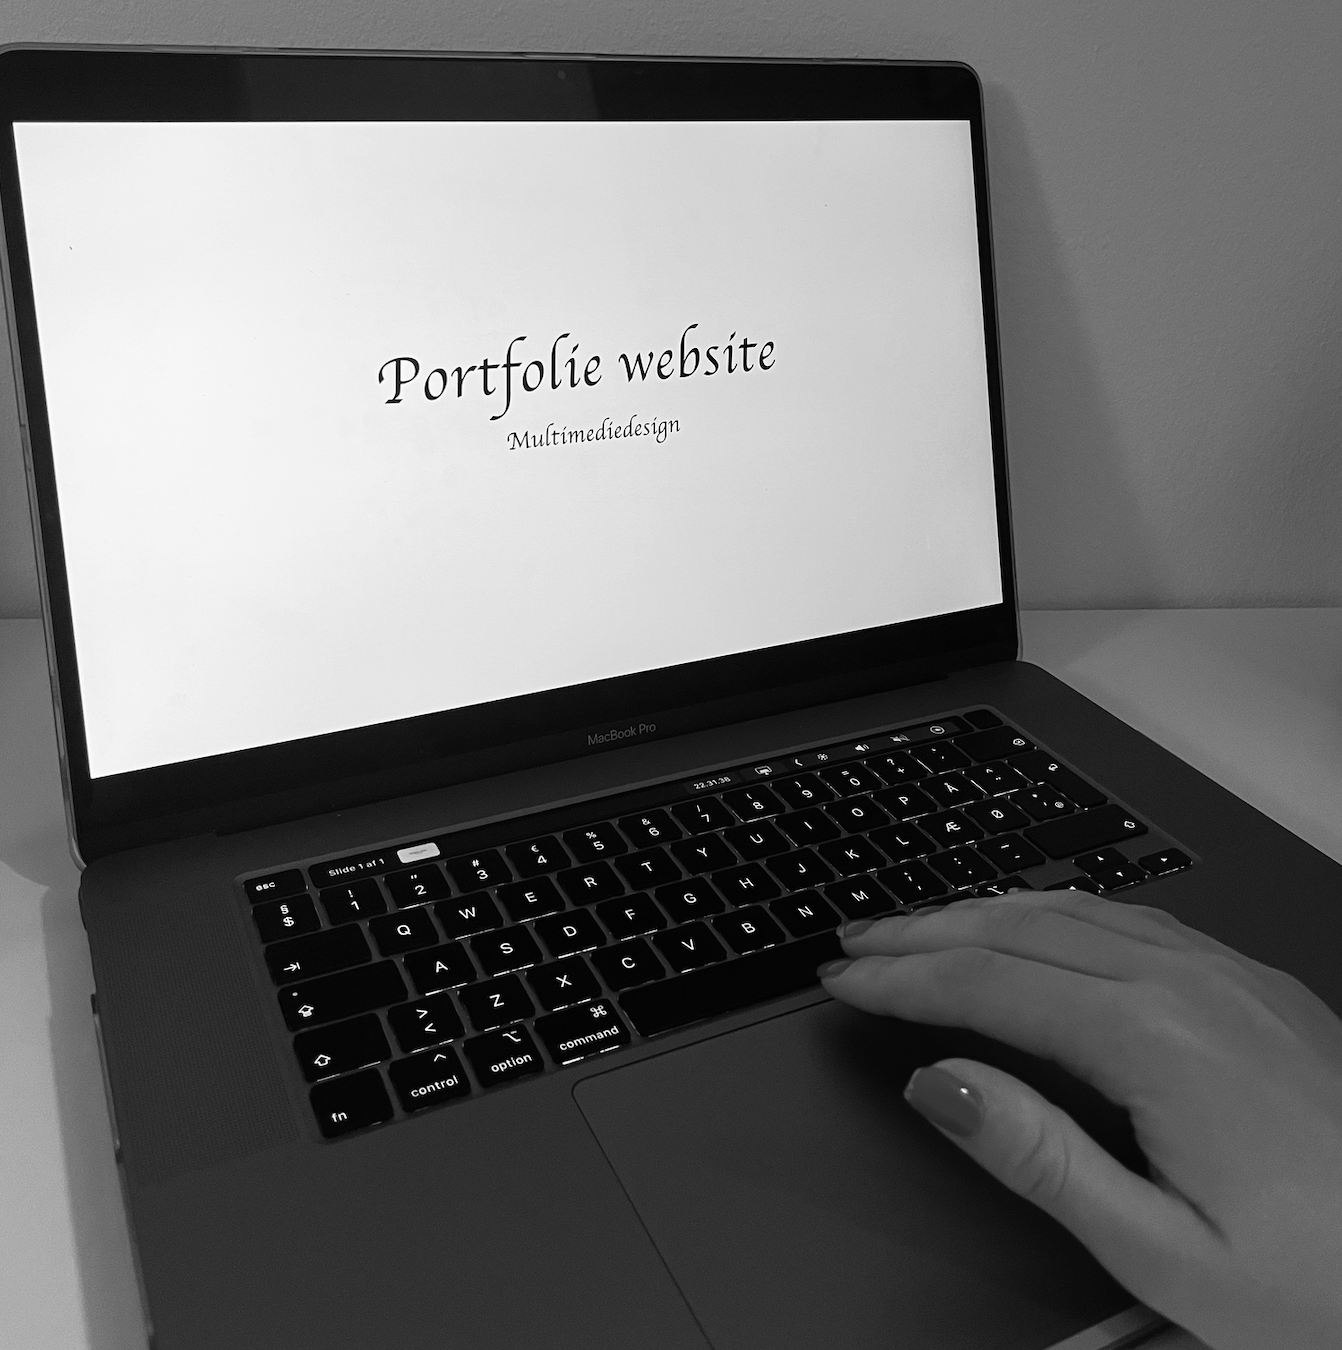 Portfolie website
Multimediedesign
MacBook Pro
esc Slide 1 of 1 22.31.38
§ $ ! 1 " 2 # 3 € 4 % 5 & 6 / 7 ( 8 ) 9 = 0 ? +
Q W E R T Y U I O P Å ^ ¨
A S D F G H J K L Æ Ø
> < Z X C V B N M ; , : . _ -
fn control option command